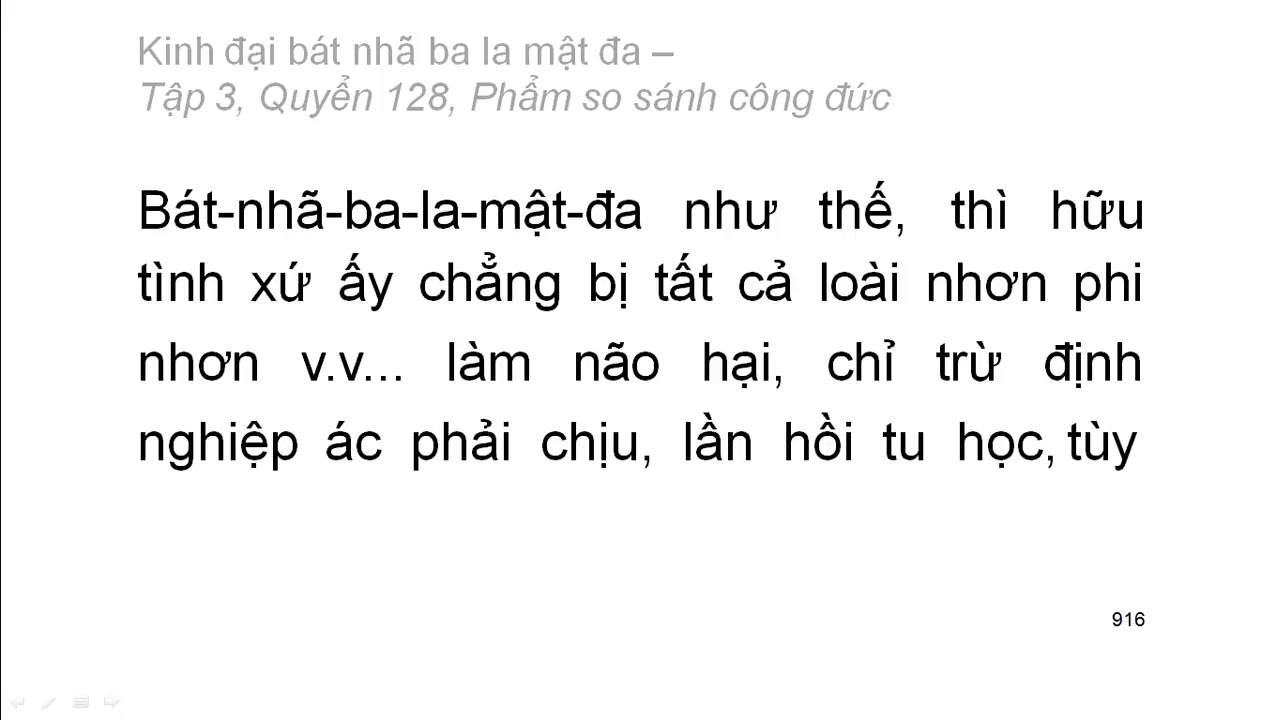 Kinh đại bát nhã ba la mật đa –
Tập 3, Quyển 128, Phẩm so sánh công đức
Bát-nhã-ba-la-mật-đa như thế, thì hữu
tình xứ ấy chẳng bị tất cả loài nhơn phi
nhơn v.v... làm não hại, chỉ trừ định
nghiệp ác phải chịu, lần hồi tu học, tùy
916